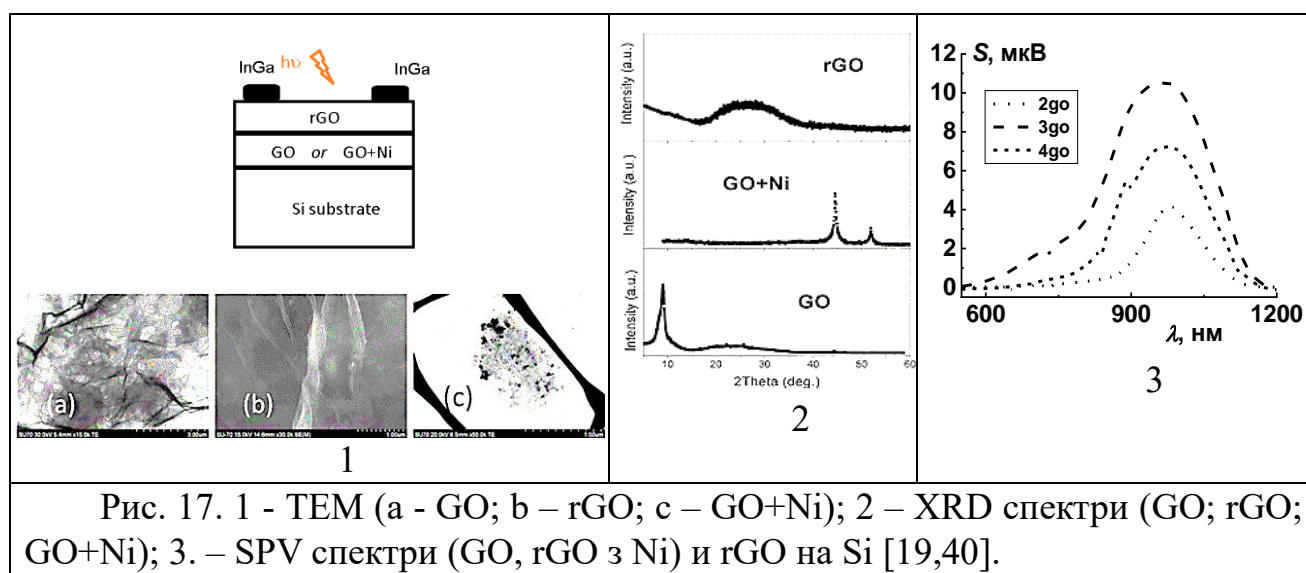 InGa hυ InGa
rGO
GO or GO+Ni
Si substrate
(a)
(b)
(c)
1
Intensity (a.u.)
rGO
Intensity (a.u.)
GO+Ni
Intensity (a.u.)
GO
10 20 30 40 50 60
2Theta (deg.)
2
S, мкВ
12
10
8
6
4
2
0
2go
3go
4go
600 900 1200
λ, нм
3
Рис. 17. 1 - TEM (a - GO; b – rGO; c – GO+Ni); 2 – XRD спектри (GO; rGO;
GO+Ni); 3. – SPV спектри (GO, rGO з Ni) и rGO на Si [19,40].